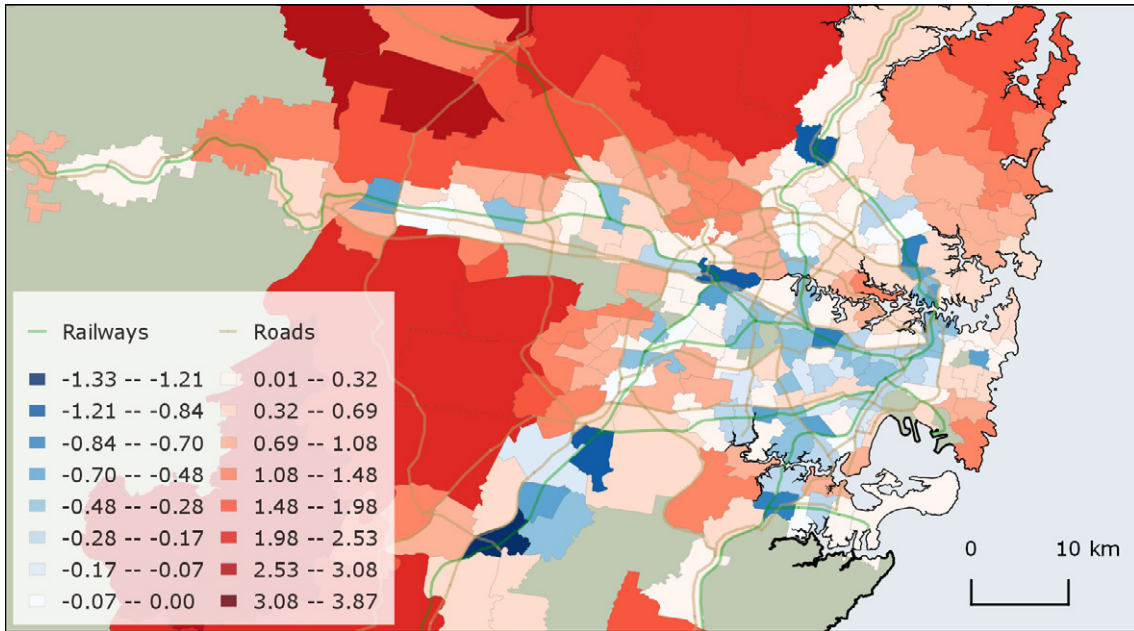 Railways Roads
-1.33 -- -1.21 0.01 -- 0.32
-1.21 -- -0.84 0.32 -- 0.69
-0.84 -- -0.70 0.69 -- 1.08
-0.70 -- -0.48 1.08 -- 1.48
-0.48 -- -0.28 1.48 -- 1.98
-0.28 -- -0.17 1.98 -- 2.53
-0.17 -- -0.07 2.53 -- 3.08
-0.07 -- 0.00 3.08 -- 3.87
0 10 km